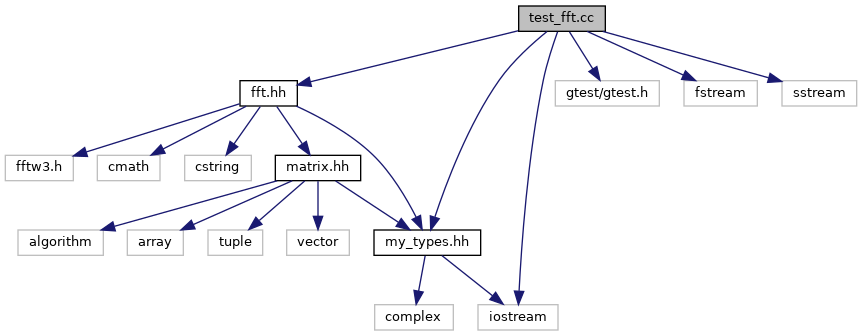 test_fft.cc
fft.hh
gtest/gtest.h
fstream
sstream
fftw3.h
cmath
cstring
matrix.hh
algorithm
array
tuple
vector
my_types.hh
complex
iostream